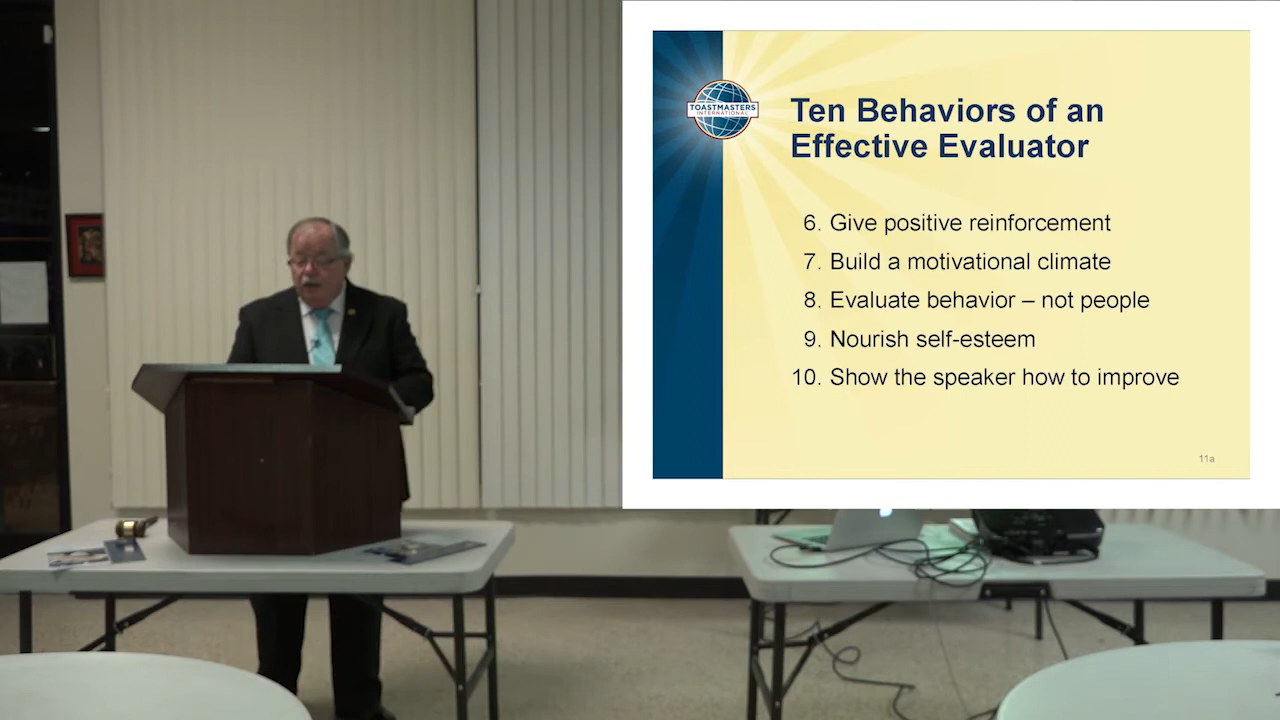 TOASTMASTERS
INTERNATIONAL
Ten Behaviors of an
Effective Evaluator
6. Give positive reinforcement
7. Build a motivational climate
8. Evaluate behavior – not people
9. Nourish self-esteem
10. Show the speaker how to improve
11a